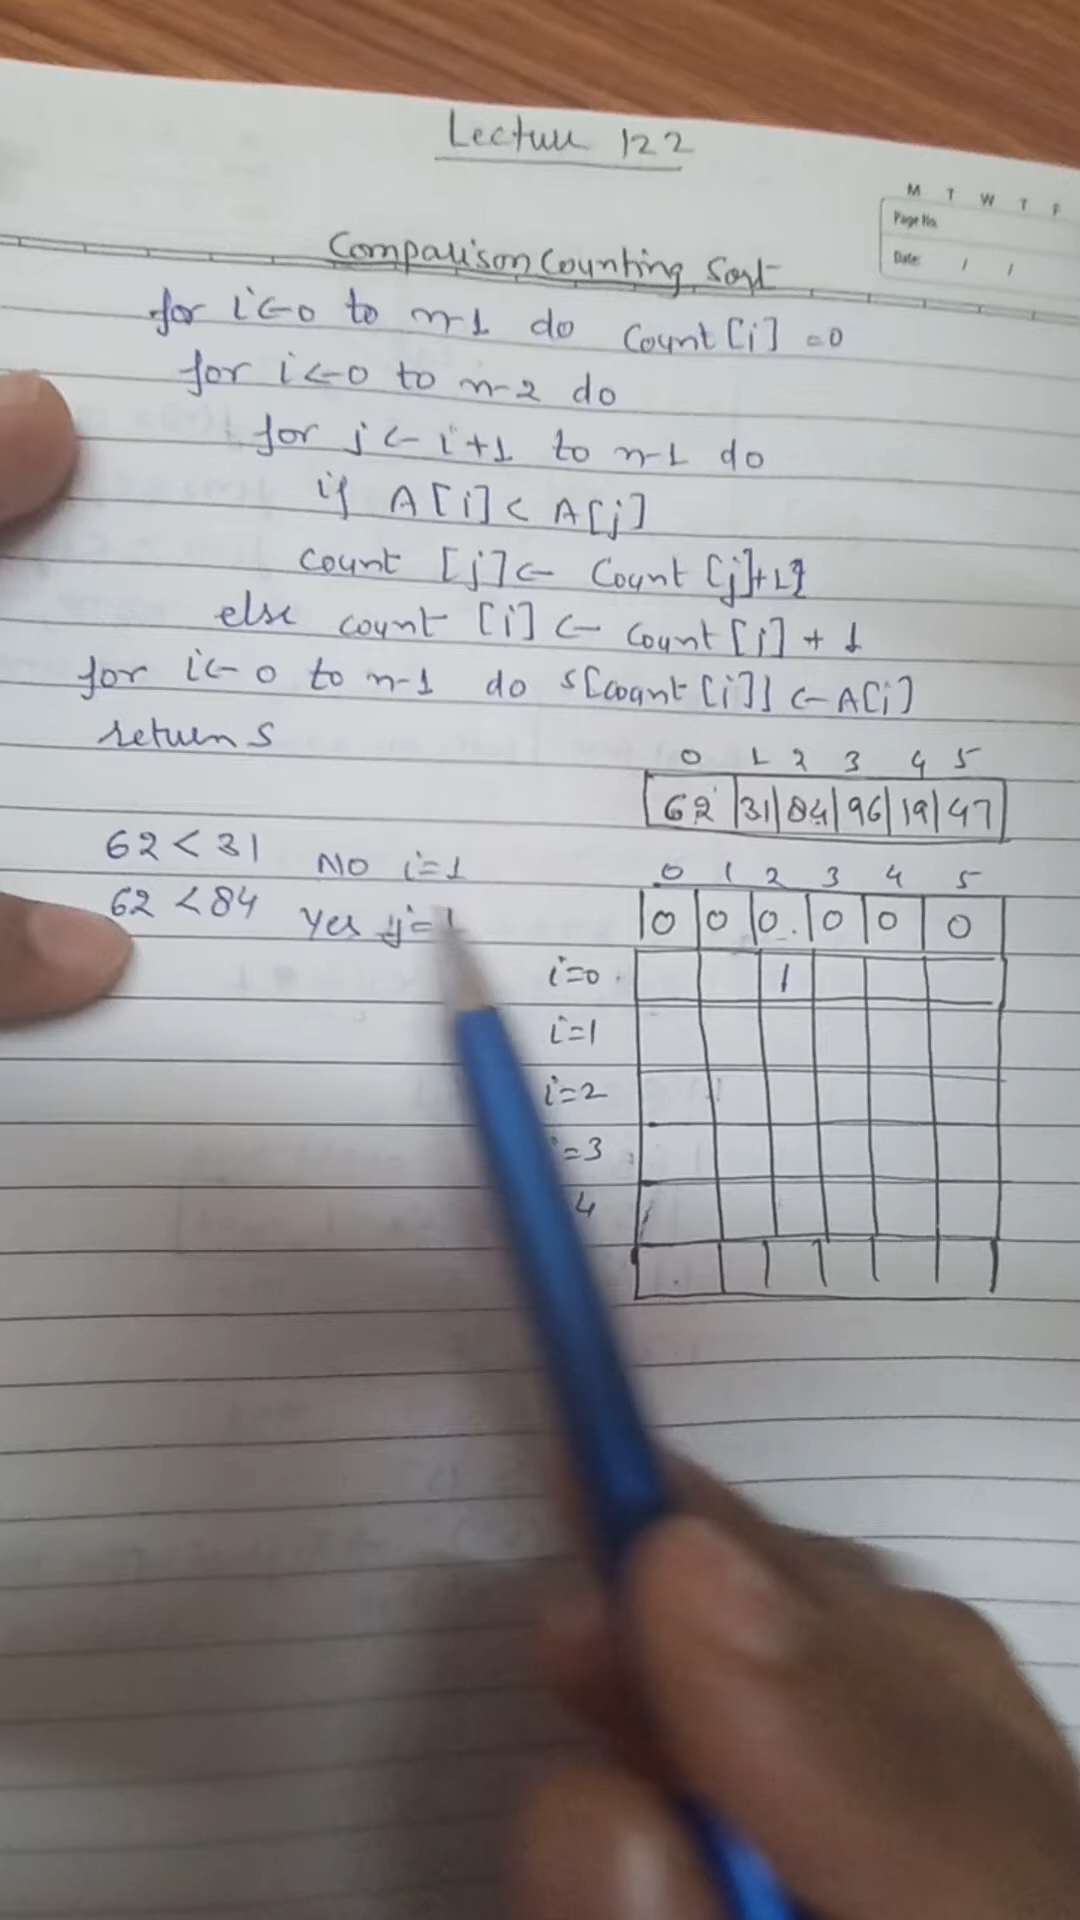 Lecture 122
M T W T F
Page No.
Date: / /
Comparison Counting Sort
for i<-0 to n-1 do Count[i] =0
for i<-0 to n-2 do
for j<- i+1 to n-1 do
if A[i]< A[j]
count [j]<- Count [j]+1}
else count [i] <- Count[i] + 1
for i<- 0 to n-1 do S[Count[i]] <- A[i]
return S
0 1 2 3 4 5
62 31 84 96 19 47
62<31 NO i=1
0 1 2 3 4 5
62<84 Yes j=1
0 0 0 0 0 0
i=0 1
i=1
i=2
=3
4